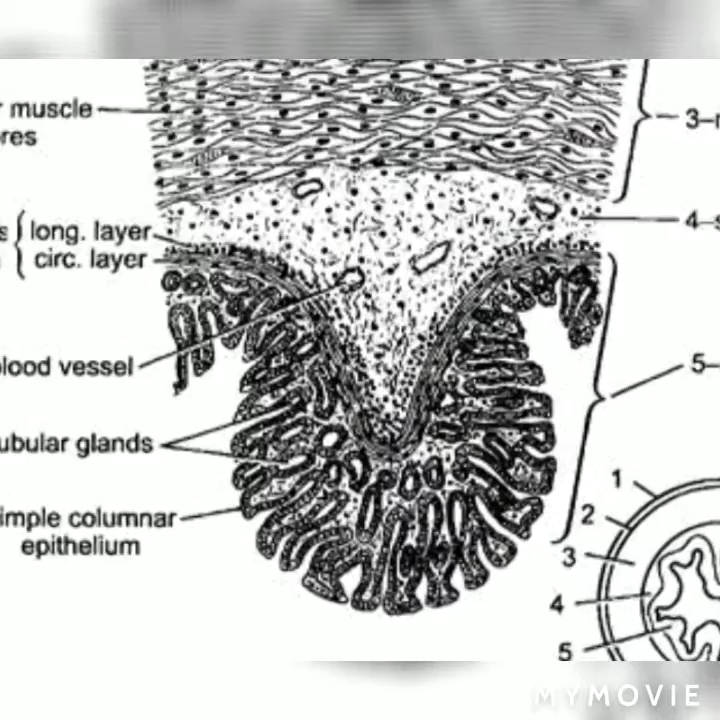 r muscle
res
3-
4-s
s { long. layer
circ. layer
blood vessel
5-
ubular glands
imple columnar
epithelium
1
2
3
4
5
MYMOVIE